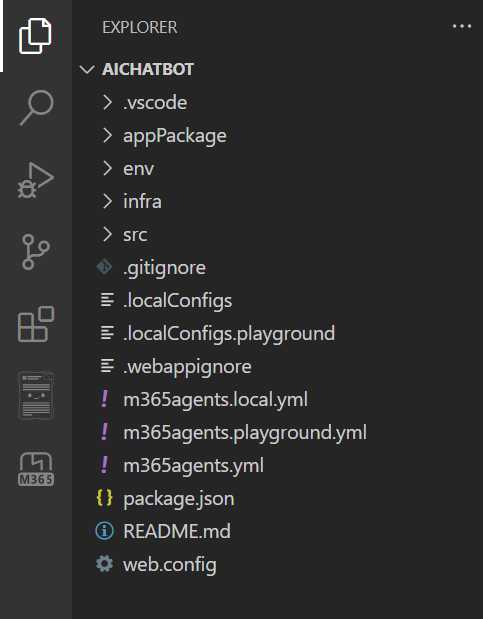 EXPLORER
AICHATBOT
.vscode
appPackage
env
infra
src
.gitignore
.localConfigs
.localConfigs.playground
.webappignore
m365agents.local.yml
m365agents.playground.yml
m365agents.yml
package.json
README.md
web.config
M365